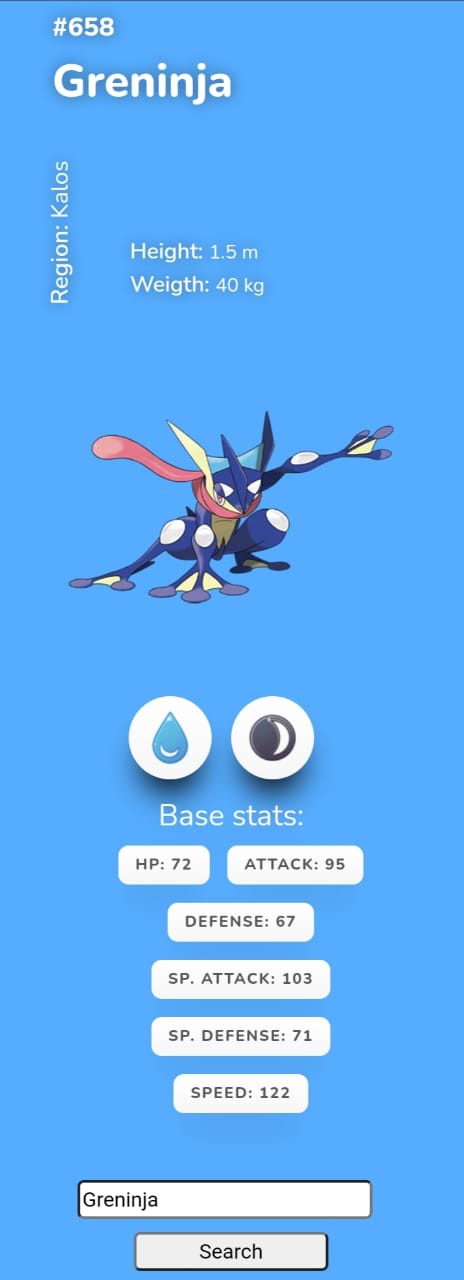 #658
Greninja
Region: Kalos
Height: 1.5 m
Weigth: 40 kg
Base stats:
HP: 72 ATTACK: 95
DEFENSE: 67
SP. ATTACK: 103
SP. DEFENSE: 71
SPEED: 122
Greninja
Search